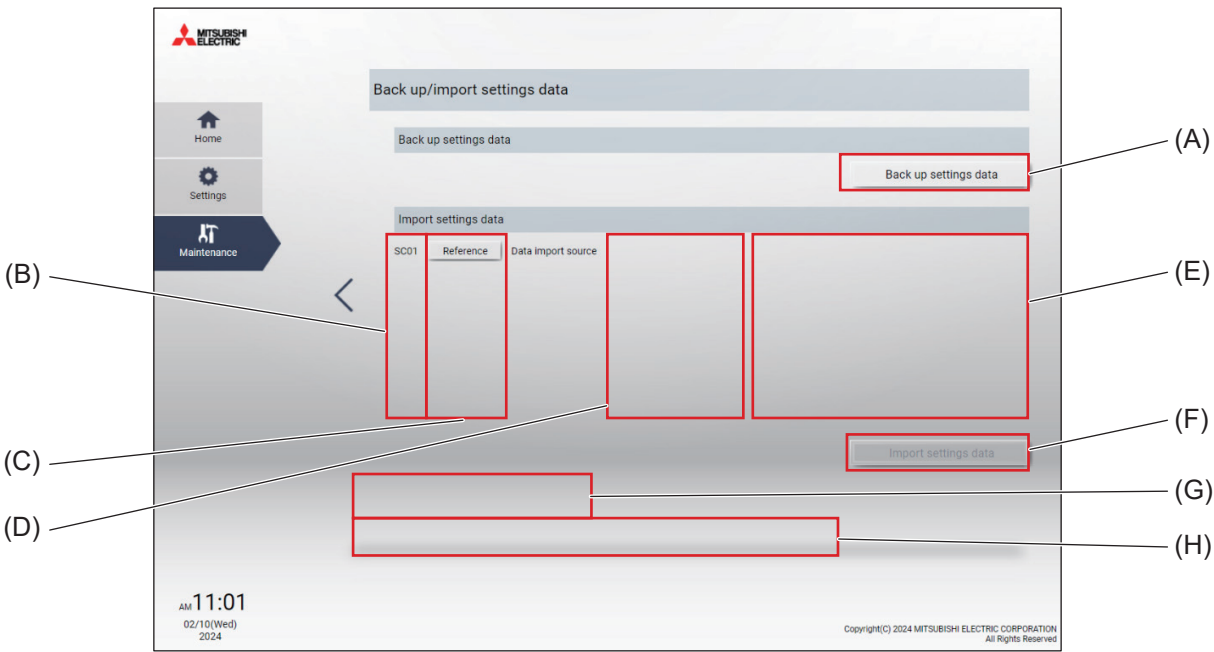 MITSUBISHI
ELECTRIC
Back up/import settings data
Home
Back up settings data
(A)
Back up settings data
Settings
Import settings data
Maintenance
SC01 Reference Data import source
(B)
(E)
(F)
Import settings data
(C)
(G)
(D)
(H)
AM 11:01
02/10(Wed)
2024
Copyright(C) 2024 MITSUBISHI ELECTRIC CORPORATION
All Rights Reserved